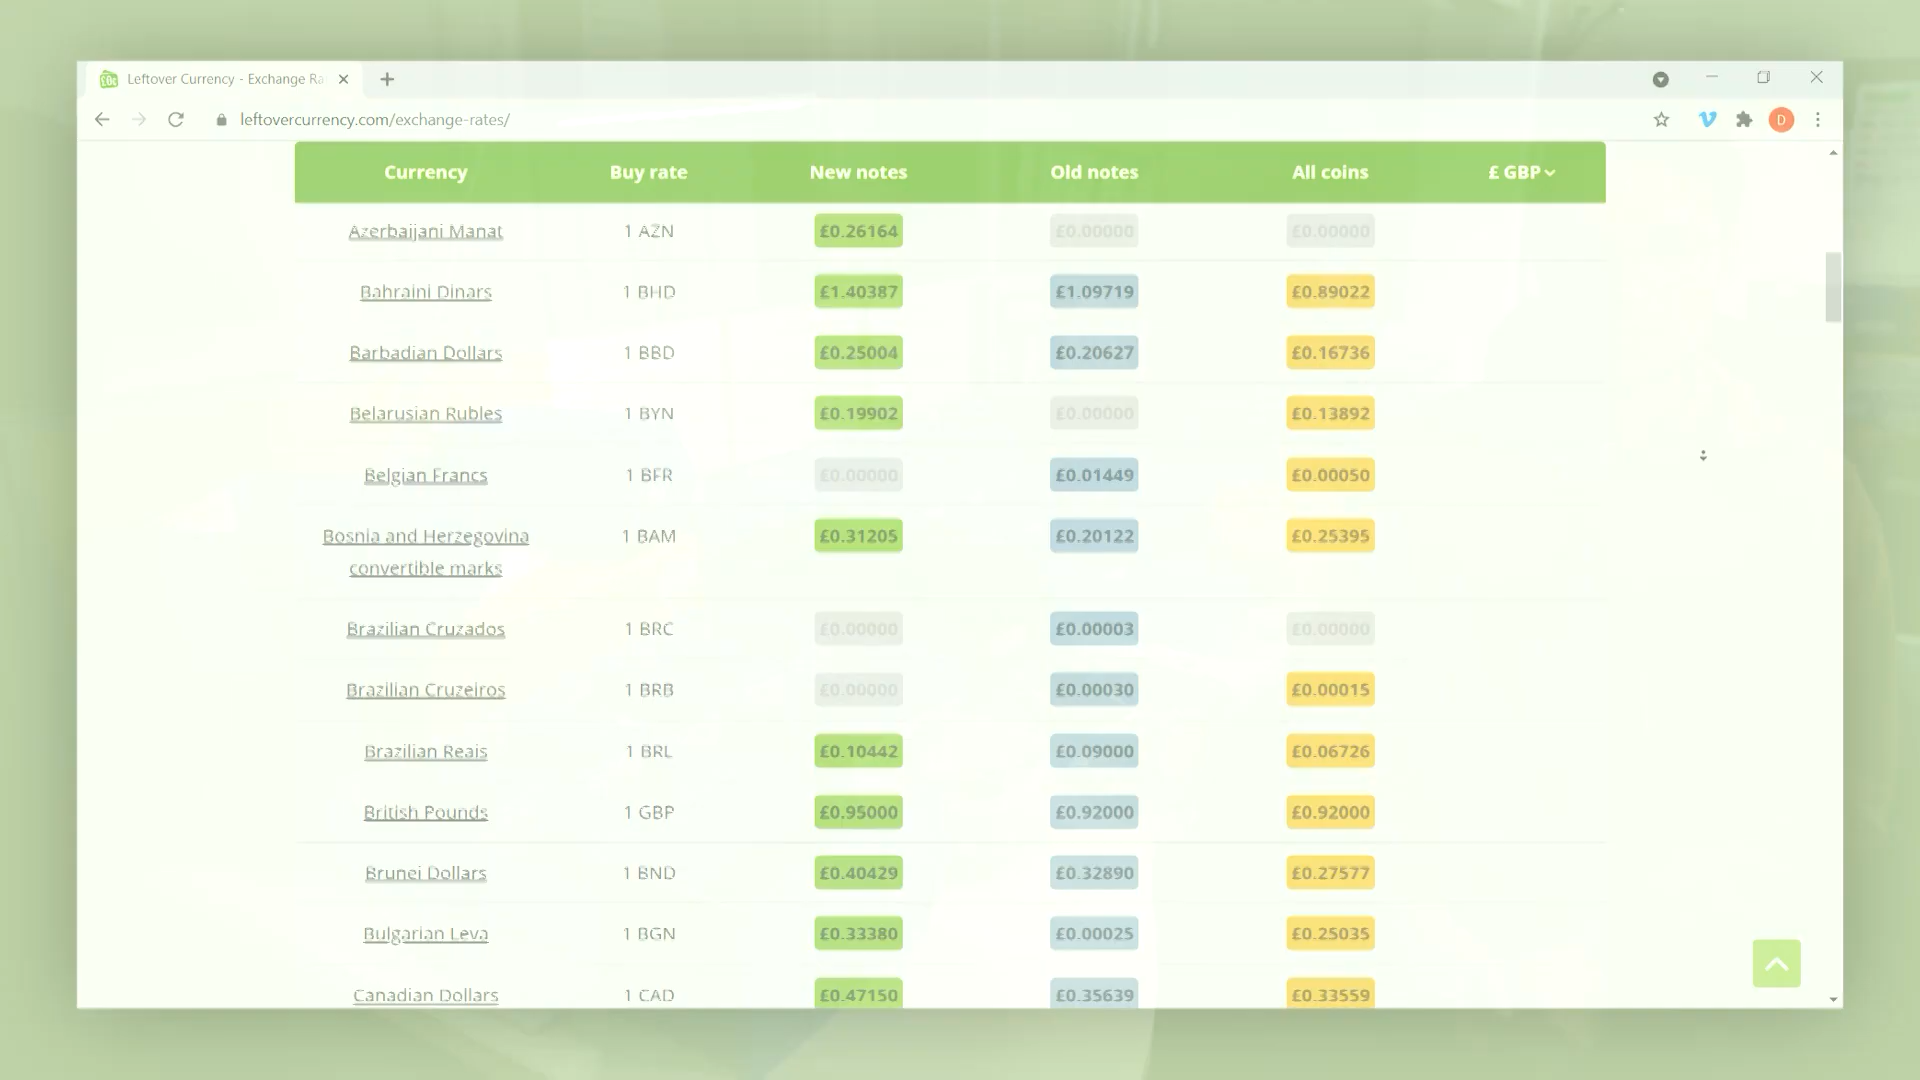 Leftover Currency - Exchange Ra
leftovercurrency.com/exchange-rates/
D
Currency Buy rate New notes Old notes All coins £ GBP
Azerbaijani Manat 1 AZN £0.26164 £0.00000 £0.00000
Bahraini Dinars 1 BHD £1.40387 £1.09719 £0.89022
Barbadian Dollars 1 BBD £0.25004 £0.20627 £0.16736
Belarusian Rubles 1 BYN £0.19902 £0.00000 £0.13892
Belgian Francs 1 BFR £0.00000 £0.01449 £0.00050
Bosnia and Herzegovina 1 BAM £0.31205 £0.20122 £0.25395
convertible marks
Brazilian Cruzados 1 BRC £0.00000 £0.00003 £0.00000
Brazilian Cruzeiros 1 BRB £0.00000 £0.00030 £0.00015
Brazilian Reais 1 BRL £0.10442 £0.09000 £0.06726
British Pounds 1 GBP £0.95000 £0.92000 £0.92000
Brunei Dollars 1 BND £0.40429 £0.32890 £0.27577
Bulgarian Leva 1 BGN £0.33380 £0.00025 £0.25035
Canadian Dollars 1 CAD £0.47150 £0.35639 £0.33559